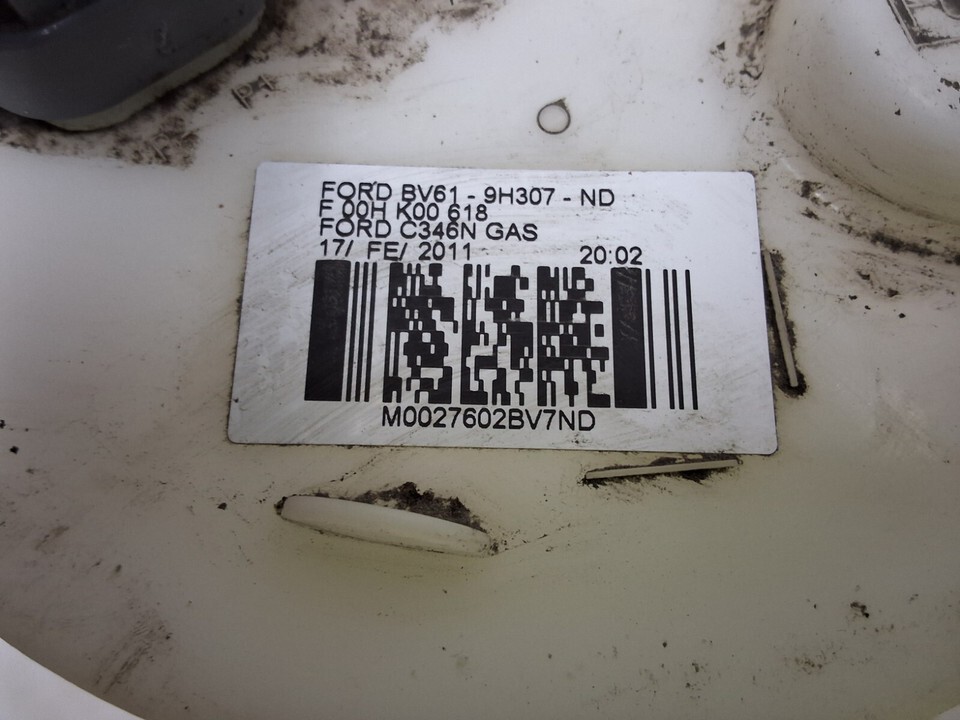 FORD BV61 - 9H307 - ND
F 00H K00 618
FORD C346N GAS
17/ FE/ 2011 20:02
M0027602BV7ND